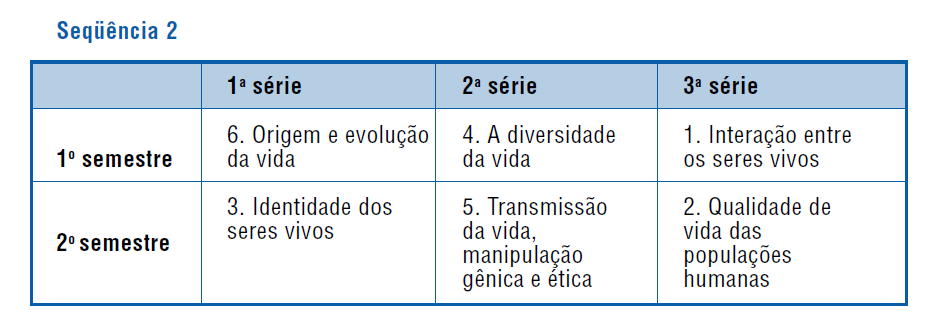 Seqüência 2
1ª série
2ª série
3ª série
1º semestre
6. Origem e evolução
da vida
4. A diversidade
da vida
1. Interação entre
os seres vivos
2º semestre
3. Identidade dos
seres vivos
5. Transmissão
da vida,
manipulação
gênica e ética
2. Qualidade de
vida das
populações
humanas